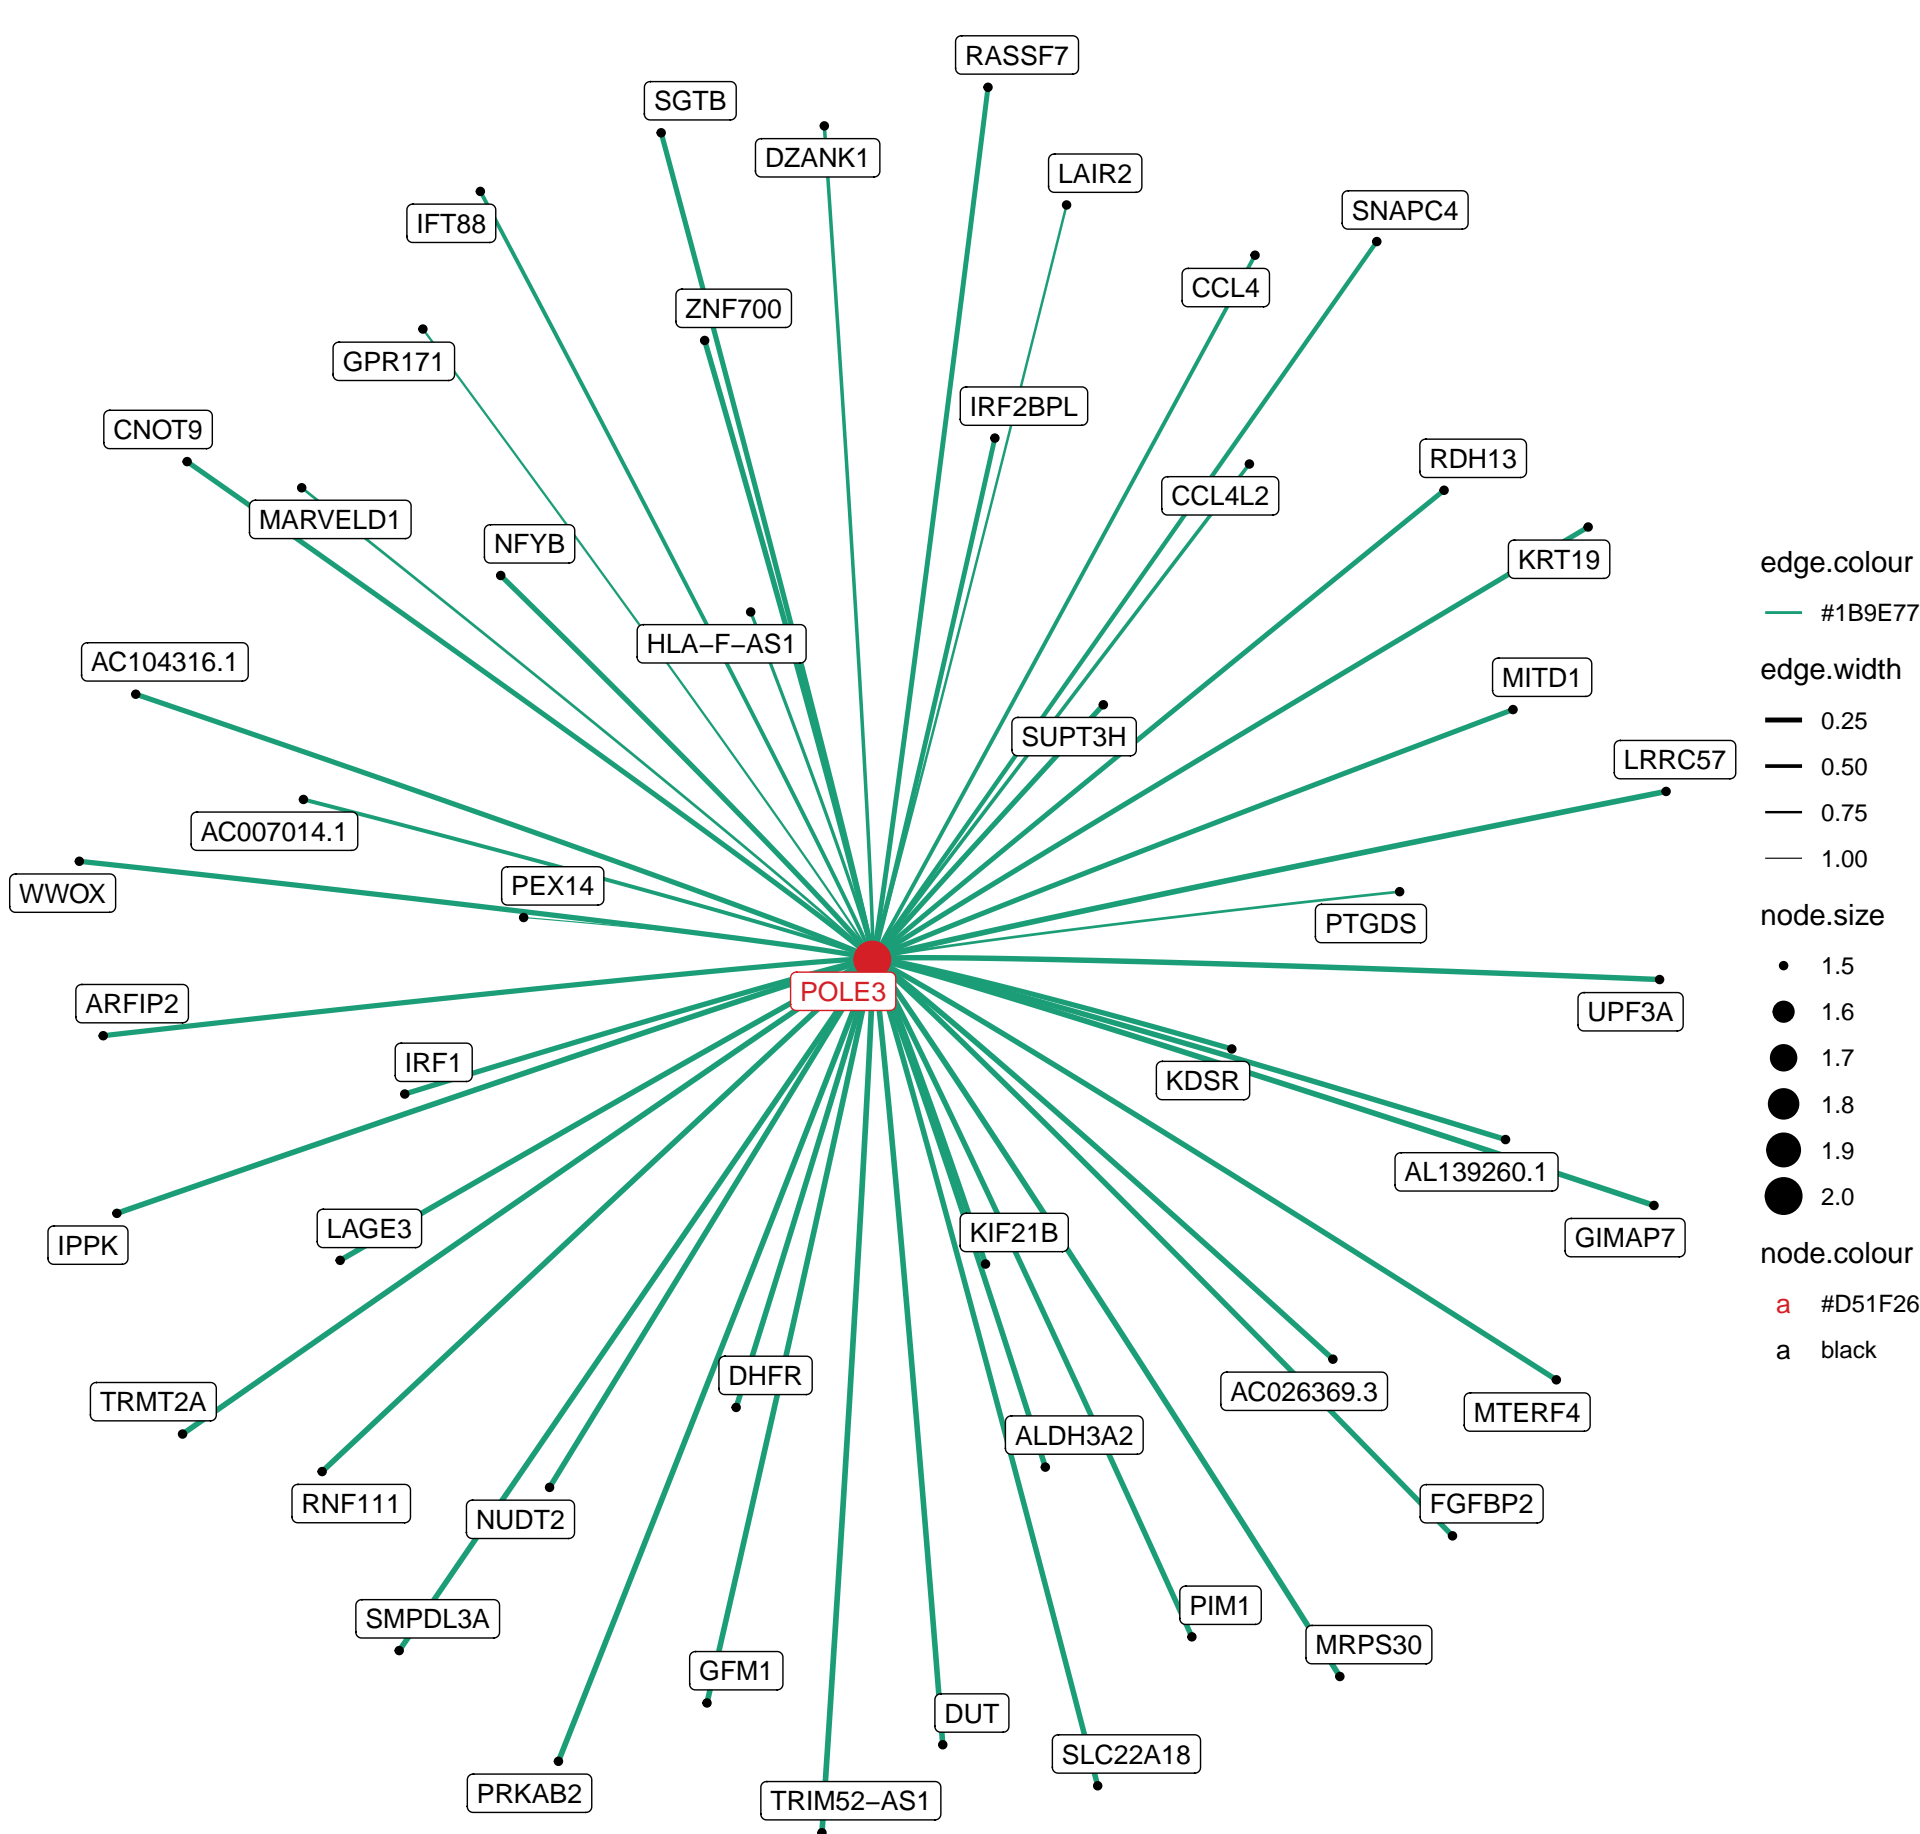 RASSF7
SGTB
DZANK1
LAIR2
SNAPC4
IFT88
CCL4
ZNF700
GPR171
IRF2BPL
CNOT9
RDH13
CCL4L2
MARVELD1
NFYB
KRT19
HLA−F−AS1
AC104316.1
MITD1
SUPT3H
LRRC57
AC007014.1
PEX14
WWOX
PTGDS
POLE3
ARFIP2
UPF3A
IRF1
KDSR
AL139260.1
LAGE3
KIF21B
GIMAP7
IPPK
DHFR
AC026369.3
TRMT2A
MTERF4
ALDH3A2
RNF111
FGFBP2
NUDT2
PIM1
SMPDL3A
MRPS30
GFM1
DUT
SLC22A18
PRKAB2
TRIM52−AS1
edge.colour
#1B9E77
edge.width
0.25
0.50
0.75
1.00
node.size
1.5
1.6
1.7
1.8
1.9
2.0
node.colour
a #D51F26
a black